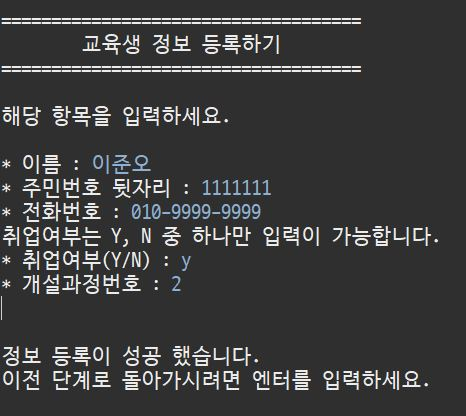 ====================================
교육생 정보 등록하기
====================================
해당 항목을 입력하세요.
* 이름 : 이준오
* 주민번호 뒷자리 : 1111111
* 전화번호 : 010-9999-9999
취업여부는 Y, N 중 하나만 입력이 가능합니다.
* 취업여부(Y/N) : y
* 개설과정번호 : 2
정보 등록이 성공 했습니다.
이전 단계로 돌아가시려면 엔터를 입력하세요.